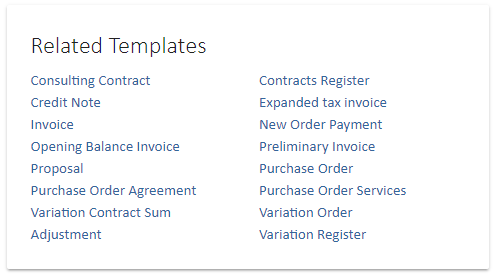 Related Templates
Consulting Contract
Credit Note
Invoice
Opening Balance Invoice
Proposal
Purchase Order Agreement
Variation Contract Sum
Adjustment
Contracts Register
Expanded tax invoice
New Order Payment
Preliminary Invoice
Purchase Order
Purchase Order Services
Variation Order
Variation Register